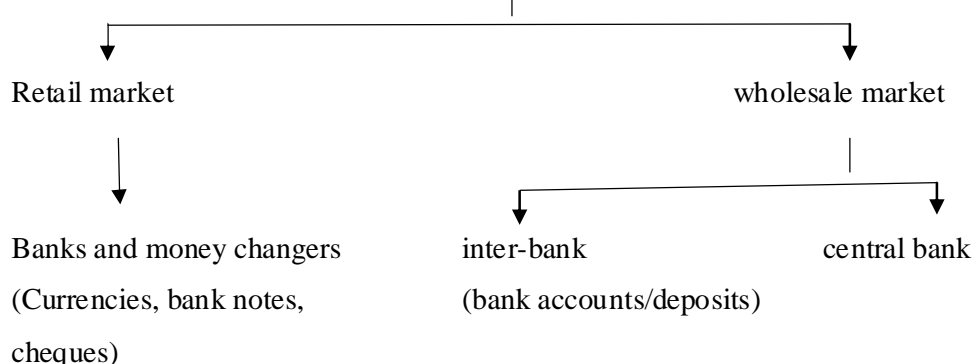 Retail market wholesale market
Banks and money changers inter-bank central bank
(Currencies, bank notes, (bank accounts/deposits)
cheques)